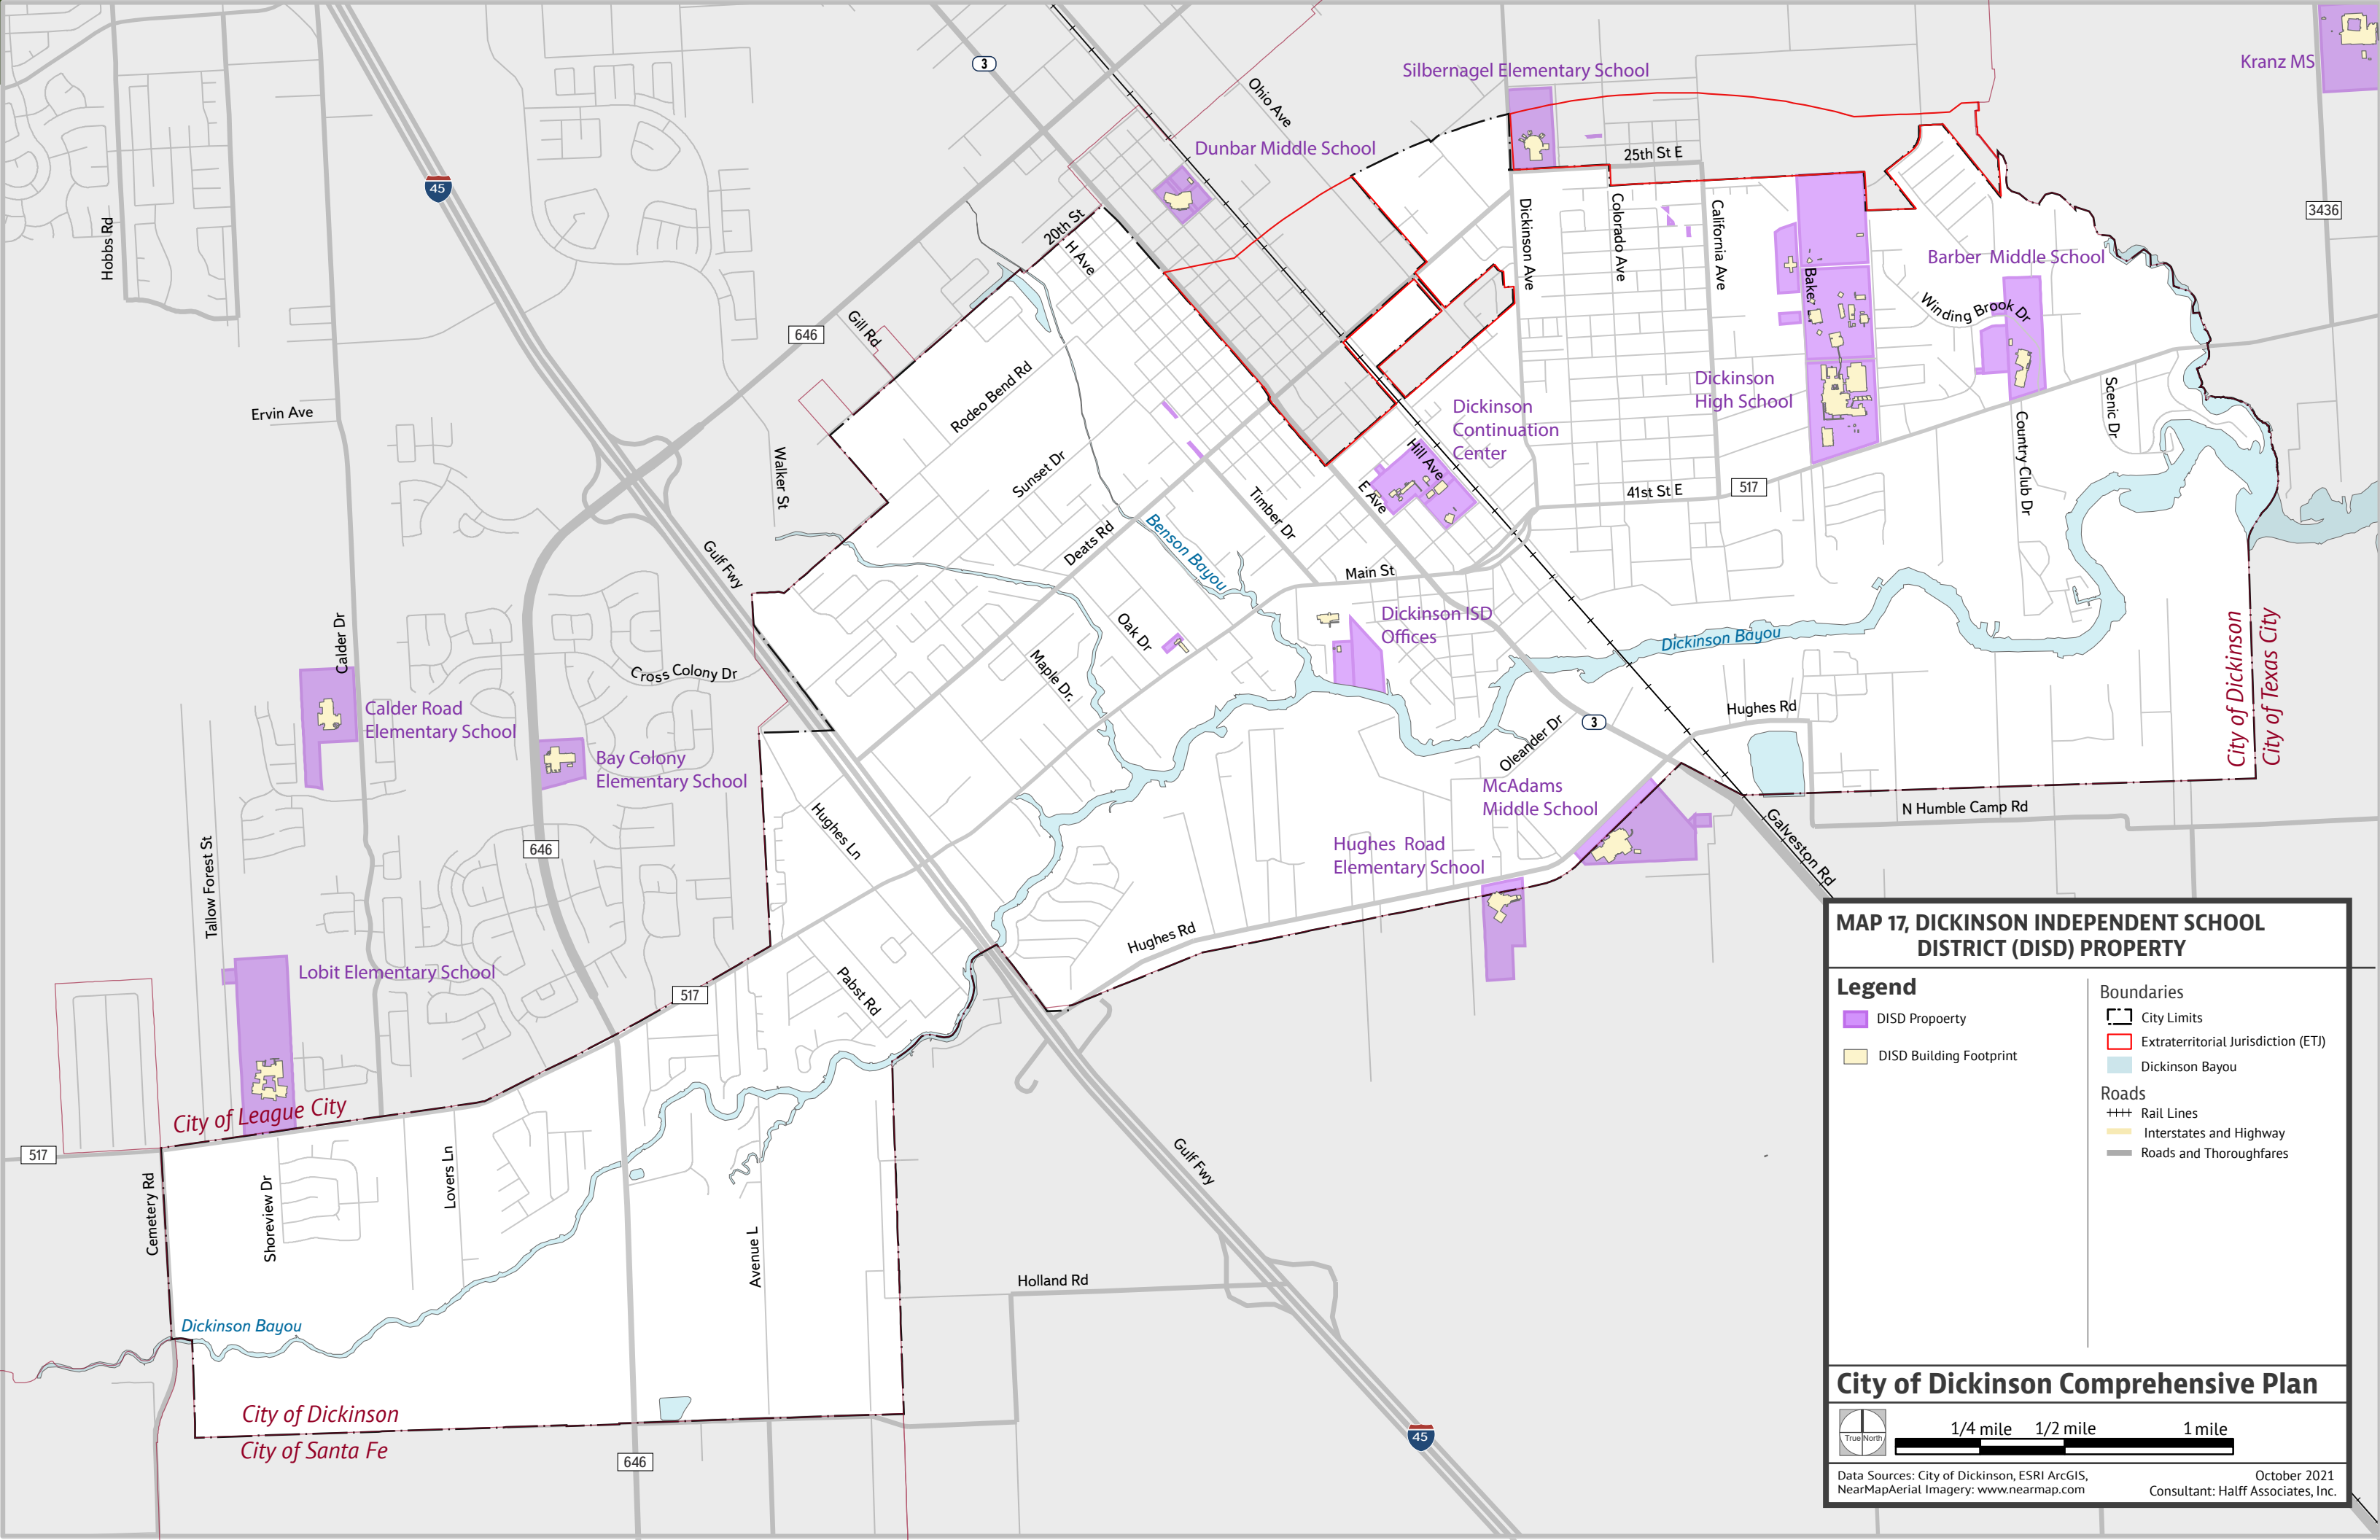 Kranz MS
3
Silbernagel Elementary School
Ohio Ave
Dunbar Middle School
25th St E
45
Hobbs Rd
20th St
H Ave
Dickinson Ave
Colorado Ave
California Ave
3436
Barber Middle School
Bake
Winding Brook Dr
646
Gill Rd
Rodeo Bend Rd
Dickinson
High School
Scenic Dr
Ervin Ave
Dickinson
Continuation
Center
Country Club Dr
Walker St
Sunset Dr
Hill Ave
E Ave
41st St E
517
Timber Dr
Deats Rd
Benson Bayou
Gulf Fwy
Main St
Calder Dr
Oak Dr
Dickinson ISD
Offices
Dickinson Bayou
City of Dickinson
City of Texas City
Cross Colony Dr
Maple Dr.
Calder Road
Elementary School
Hughes Rd
3
Oleander Dr
Bay Colony
Elementary School
McAdams
Middle School
N Humble Camp Rd
Hughes Ln
Galveston Rd
646
Hughes Road
Elementary School
Tallow Forest St
Hughes Rd
Lobit Elementary School
517
Pabst Rd
City of League City
517
Gulf Fwy
Cemetery Rd
Shoreview Dr
Lovers Ln
Avenue L
Holland Rd
Dickinson Bayou
City of Dickinson
City of Santa Fe
646
45
MAP 17, DICKINSON INDEPENDENT SCHOOL
DISTRICT (DISD) PROPERTY
Legend
DISD Propoerty
DISD Building Footprint
Boundaries
City Limits
Extraterritorial Jurisdiction (ETJ)
Dickinson Bayou
Roads
Rail Lines
Interstates and Highway
Roads and Thoroughfares
City of Dickinson Comprehensive Plan
True North
1/4 mile 1/2 mile 1 mile
Data Sources: City of Dickinson, ESRI ArcGIS,
NearMapAerial Imagery: www.nearmap.com
October 2021
Consultant: Halff Associates, Inc.